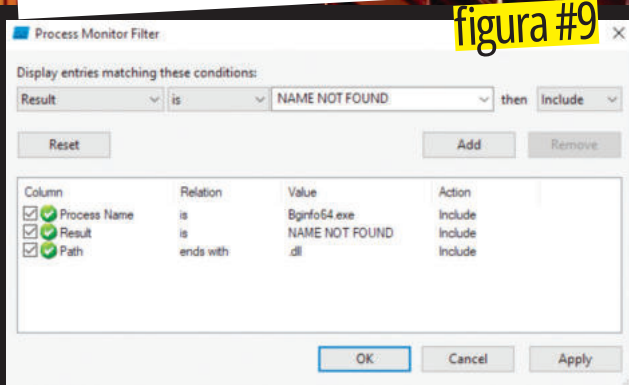 figura #9
Process Monitor Filter
Display entries matching these conditions:
Result is NAME NOT FOUND then Include
Reset Add Remove
Column Relation Value Action
Process Name is Bginfo64.exe Include
Result is NAME NOT FOUND Include
Path ends with .dll Include
OK Cancel Apply